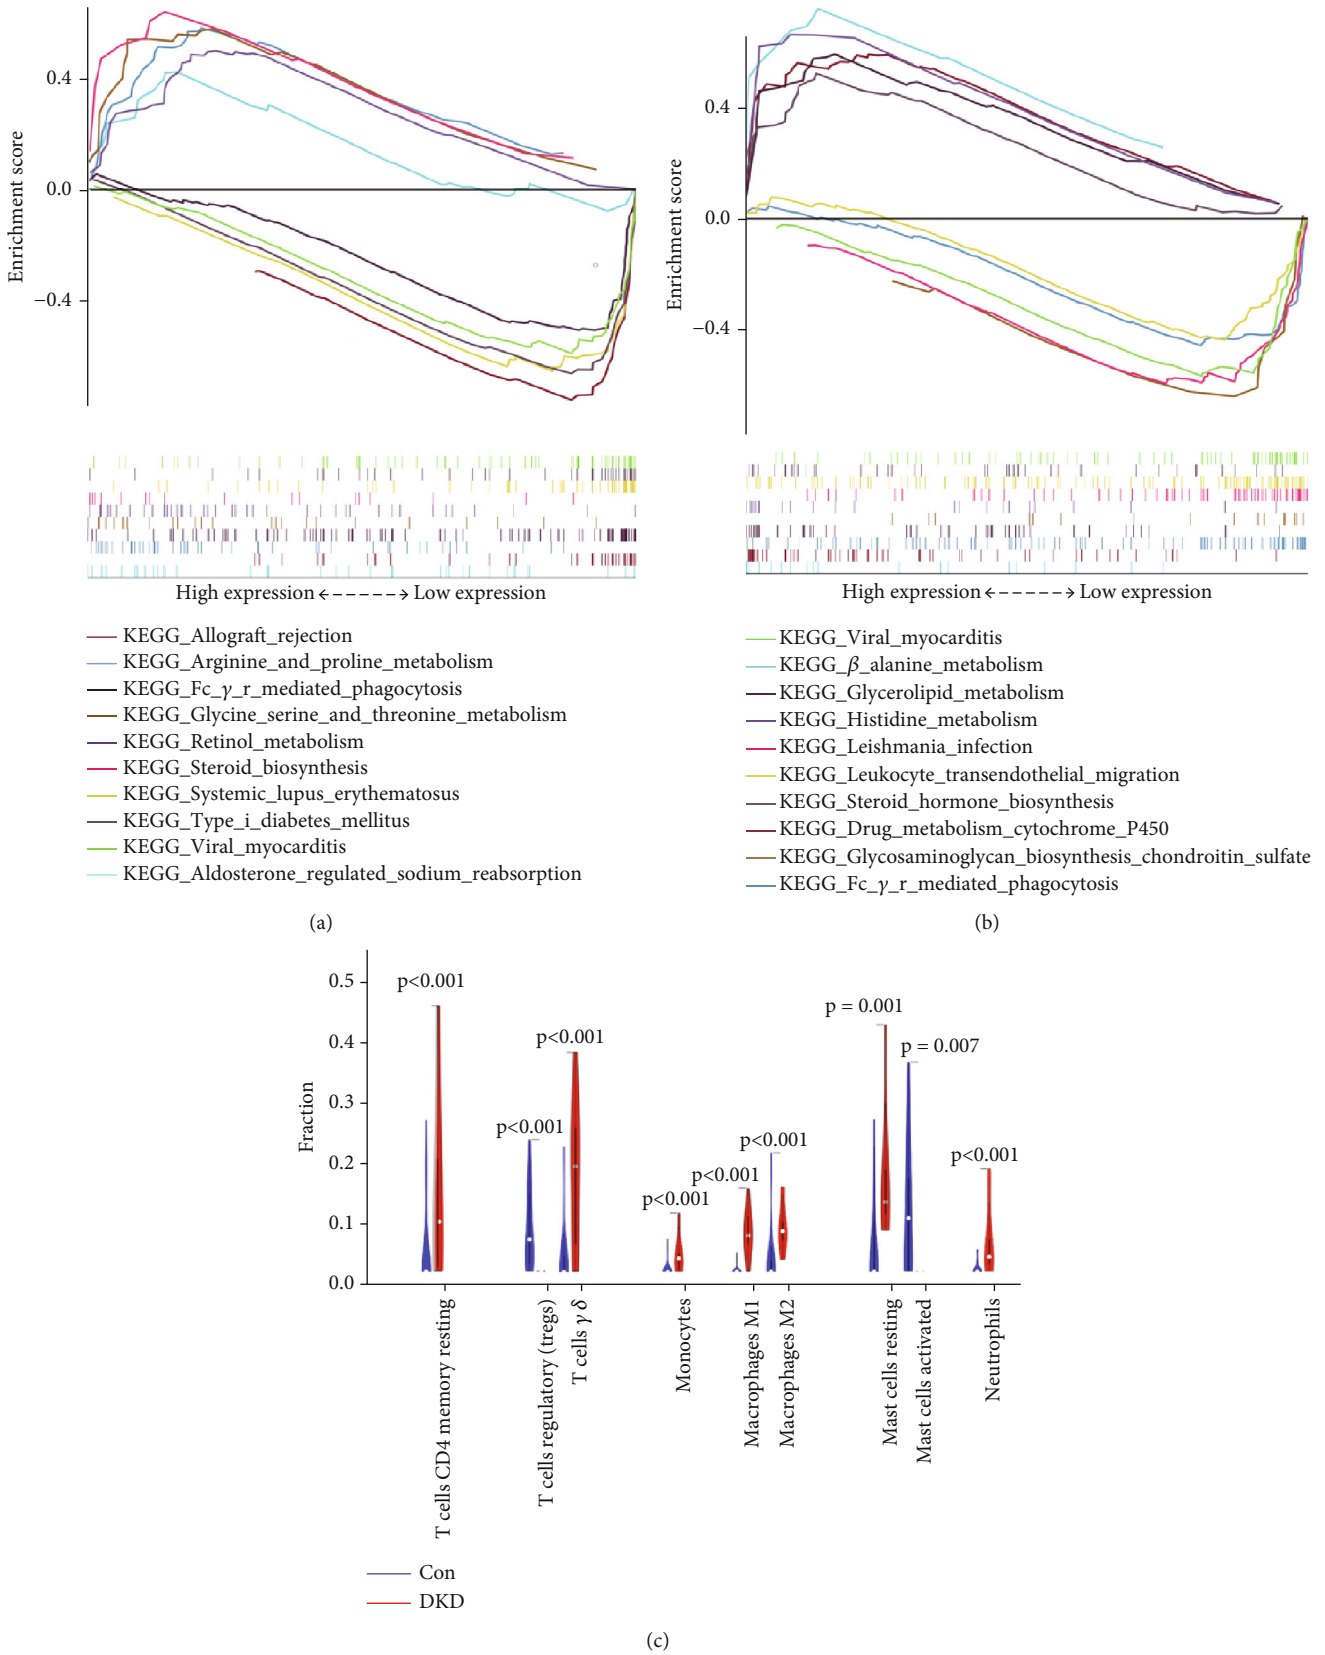 Enrichment score
0.4
0.0
−0.4
High expression ←------→ Low expression
KEGG_Allograft_rejection
KEGG_Arginine_and_proline_metabolism
KEGG_Fc_γ_r_mediated_phagocytosis
KEGG_Glycine_serine_and_threonine_metabolism
KEGG_Retinol_metabolism
KEGG_Steroid_biosynthesis
KEGG_Systemic_lupus_erythematosus
KEGG_Type_i_diabetes_mellitus
KEGG_Viral_myocarditis
KEGG_Aldosterone_regulated_sodium_reabsorption
(a)
Enrichment score
0.4
0.0
−0.4
High expression ←------→ Low expression
KEGG_Viral_myocarditis
KEGG_β_alanine_metabolism
KEGG_Glycerolipid_metabolism
KEGG_Histidine_metabolism
KEGG_Leishmania_infection
KEGG_Leukocyte_transendothelial_migration
KEGG_Steroid_hormone_biosynthesis
KEGG_Drug_metabolism_cytochrome_P450
KEGG_Glycosaminoglycan_biosynthesis_chondroitin_sulfate
KEGG_Fc_γ_r_mediated_phagocytosis
(b)
Fraction
0.5
0.4
0.3
0.2
0.1
0.0
p<0.001
p<0.001
p<0.001
p<0.001
p<0.001
p<0.001
p = 0.001
p = 0.007
p<0.001
T cells CD4 memory resting
T cells regulatory (tregs)
T cells γ δ
Monocytes
Macrophages M1
Macrophages M2
Mast cells resting
Mast cells activated
Neutrophils
Con
DKD
(c)